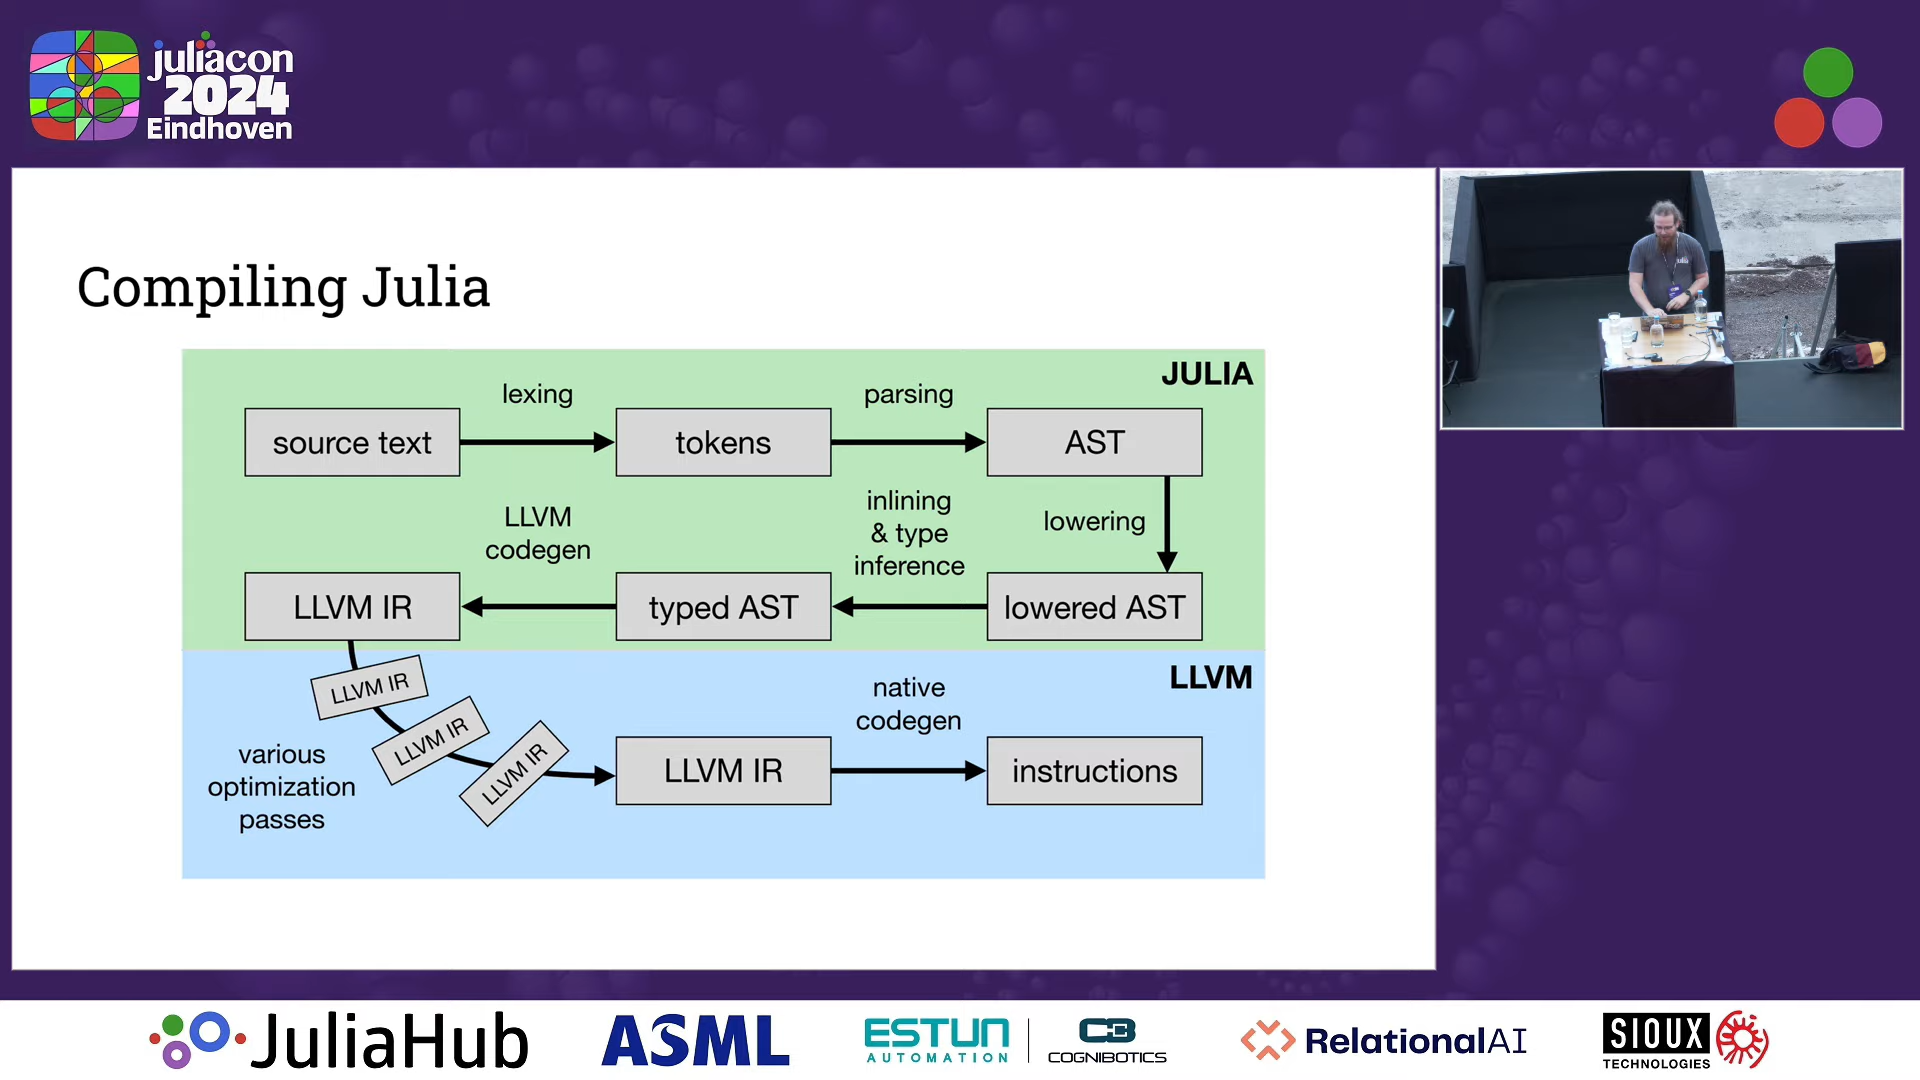 juliacon
2024
Eindhoven
Compiling Julia
JULIA
lexing
parsing
source text
tokens
AST
LLVM
codegen
inlining
& type
inference
lowering
LLVM IR
typed AST
lowered AST
LLVM
LLVM IR
LLVM IR
LLVM IR
various
optimization
passes
native
codegen
LLVM IR
instructions
JuliaHub
ASML
ESTUN
AUTOMATION
COGNIBOTICS
RelationalAI
SIOUX
TECHNOLOGIES